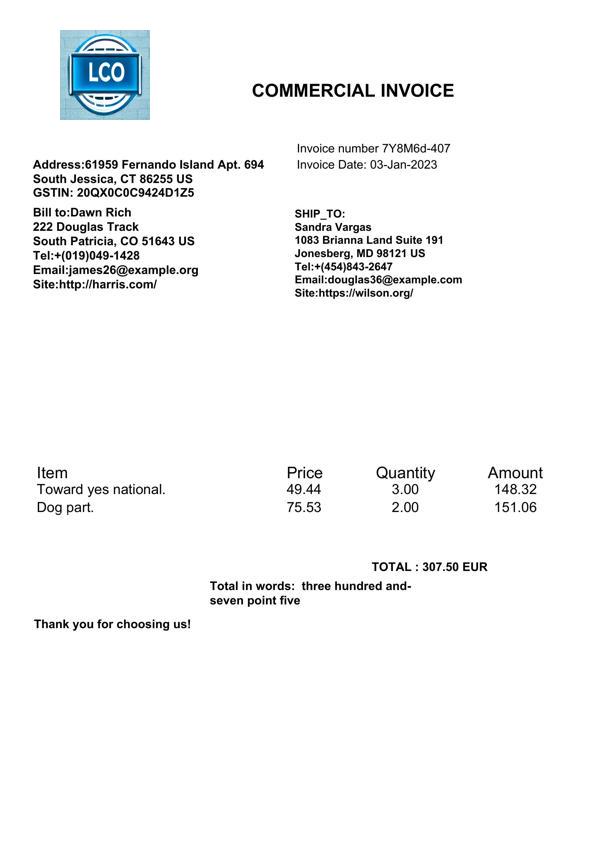 LCO
COMMERCIAL INVOICE
Invoice number 7Y8M6d-407
Invoice Date: 03-Jan-2023
Address:61959 Fernando Island Apt. 694
South Jessica, CT 86255 US
GSTIN: 20QX0C0C9424D1Z5
Bill to:Dawn Rich
222 Douglas Track
South Patricia, CO 51643 US
Tel:+(019)049-1428
Email:james26@example.org
Site:http://harris.com/
SHIP_TO:
Sandra Vargas
1083 Brianna Land Suite 191
Jonesberg, MD 98121 US
Tel:+(454)843-2647
Email:douglas36@example.com
Site:https://wilson.org/
Item Price Quantity Amount
Toward yes national. 49.44 3.00 148.32
Dog part. 75.53 2.00 151.06
TOTAL : 307.50 EUR
Total in words: three hundred and-
seven point five
Thank you for choosing us!